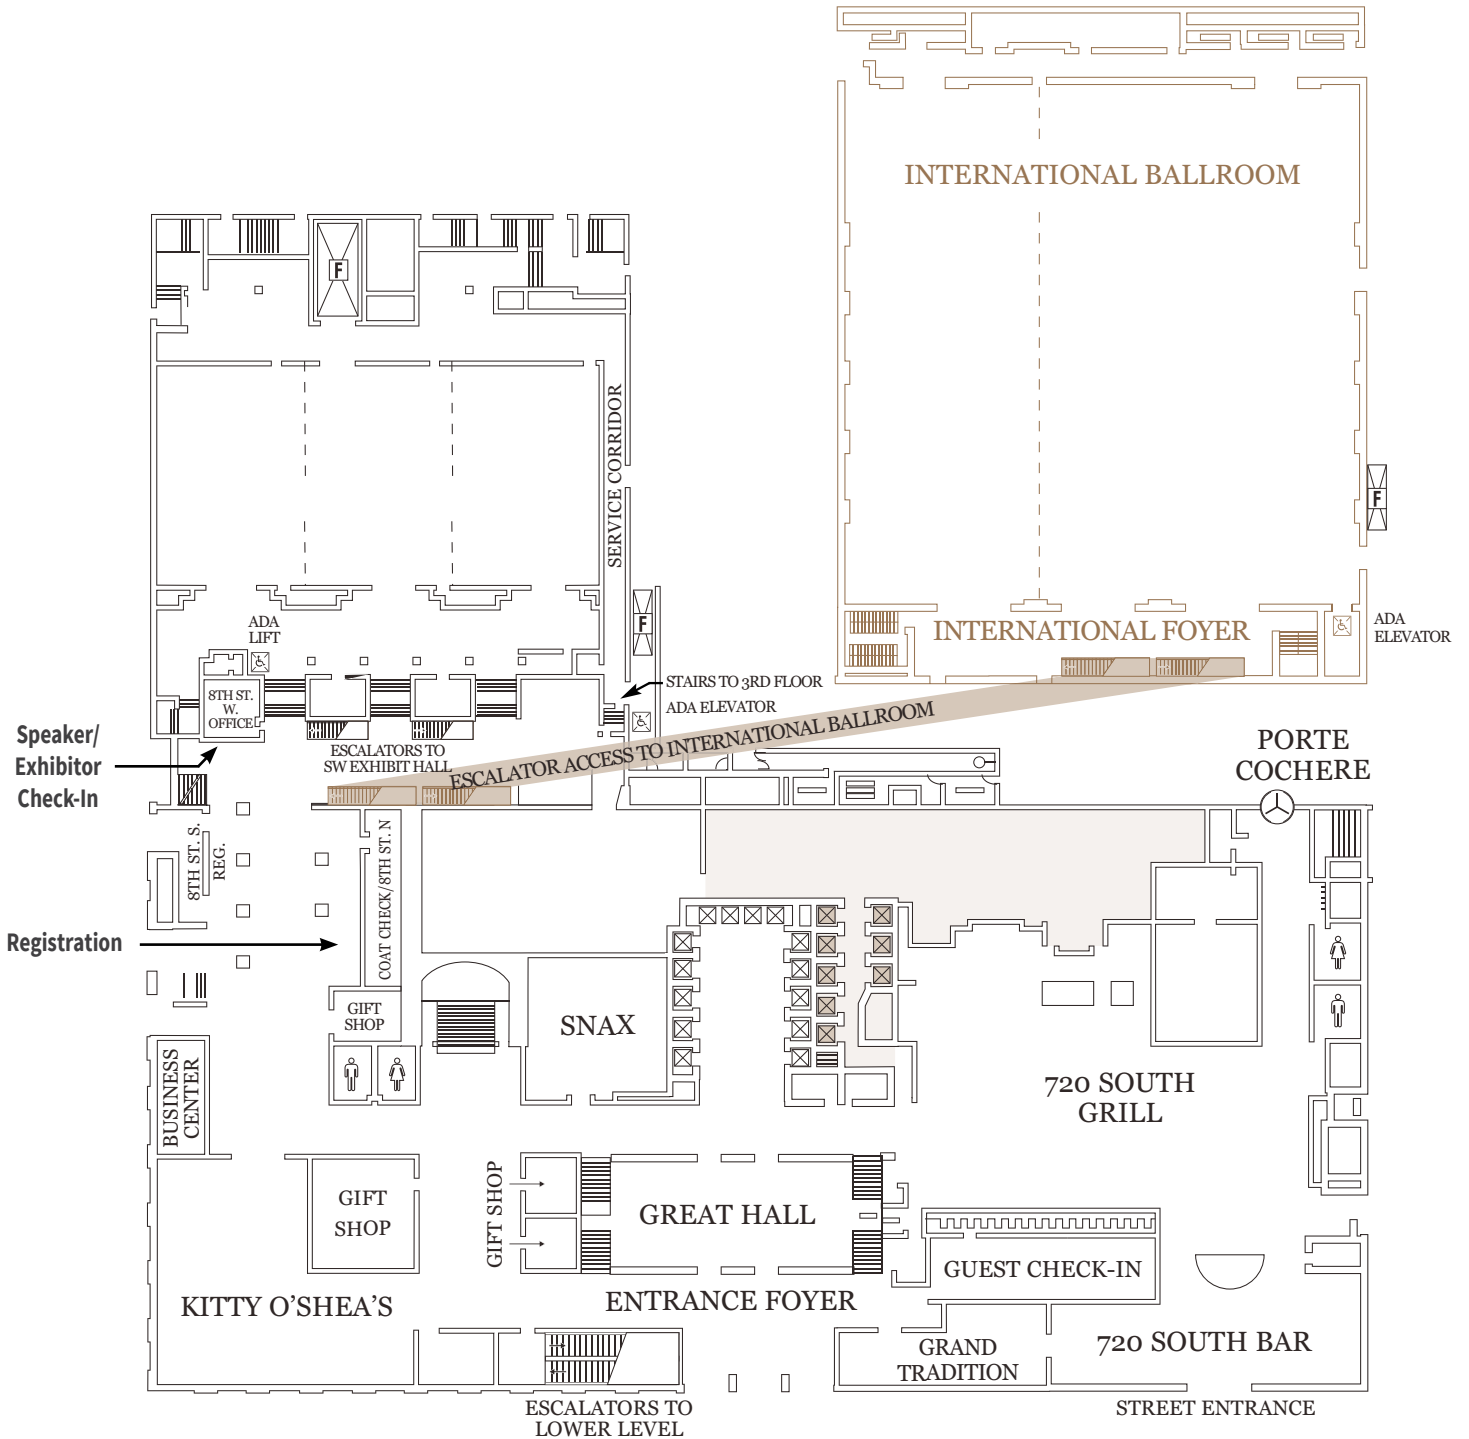 INTERNATIONAL BALLROOM
F
SERVICE CORRIDOR
F
ADA
LIFT
F
INTERNATIONAL FOYER
ADA
ELEVATOR
8TH ST.
W.
OFFICE
STAIRS TO 3RD FLOOR
ADA ELEVATOR
Speaker/
Exhibitor
Check-In
ESCALATORS TO
SW EXHIBIT HALL
ESCALATOR ACCESS TO INTERNATIONAL BALLROOM
PORTE
COCHERE
8TH ST. S.
REG.
COAT CHECK/8TH ST. N
Registration
GIFT
SHOP
SNAX
BUSINESS
CENTER
720 SOUTH
GRILL
GIFT
SHOP
GIFT SHOP
GREAT HALL
GUEST CHECK-IN
KITTY O’SHEA’S
ENTRANCE FOYER
GRAND
TRADITION
720 SOUTH BAR
ESCALATORS TO
LOWER LEVEL
STREET ENTRANCE